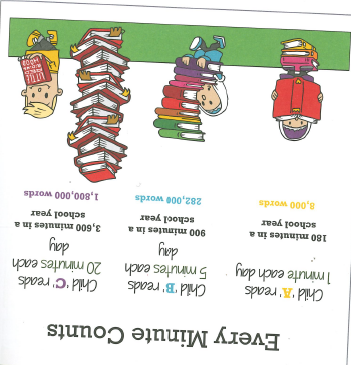 Every Minute Counts
Child 'A' reads
1 minute each day
180 minutes in a
school year
8,000 words
Child 'B' reads
5 minutes each
day
900 minutes in a
school year
282,000 words
Child 'C' reads
20 minutes each
day
3,600 minutes in a
school year
1,800,000 words